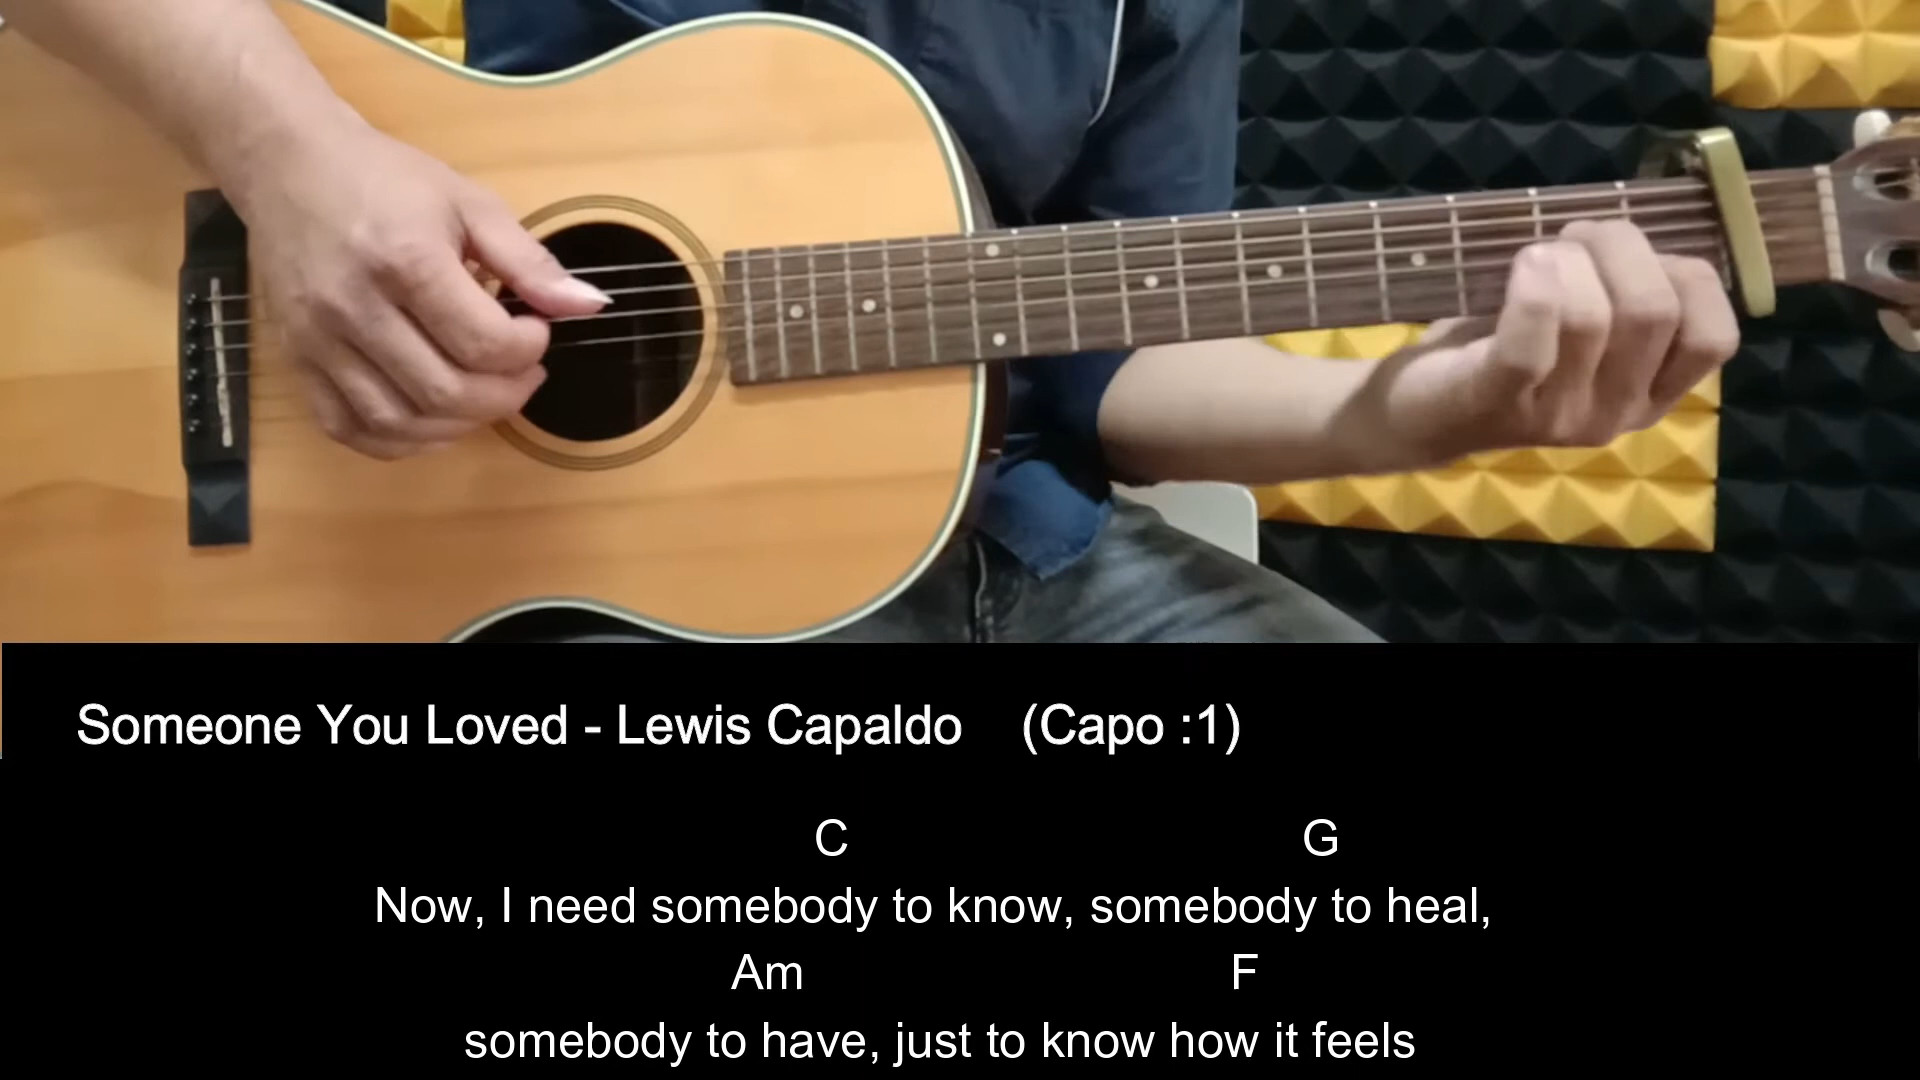 Someone You Loved - Lewis Capaldo (Capo :1)
C G
Now, I need somebody to know, somebody to heal,
Am F
somebody to have, just to know how it feels